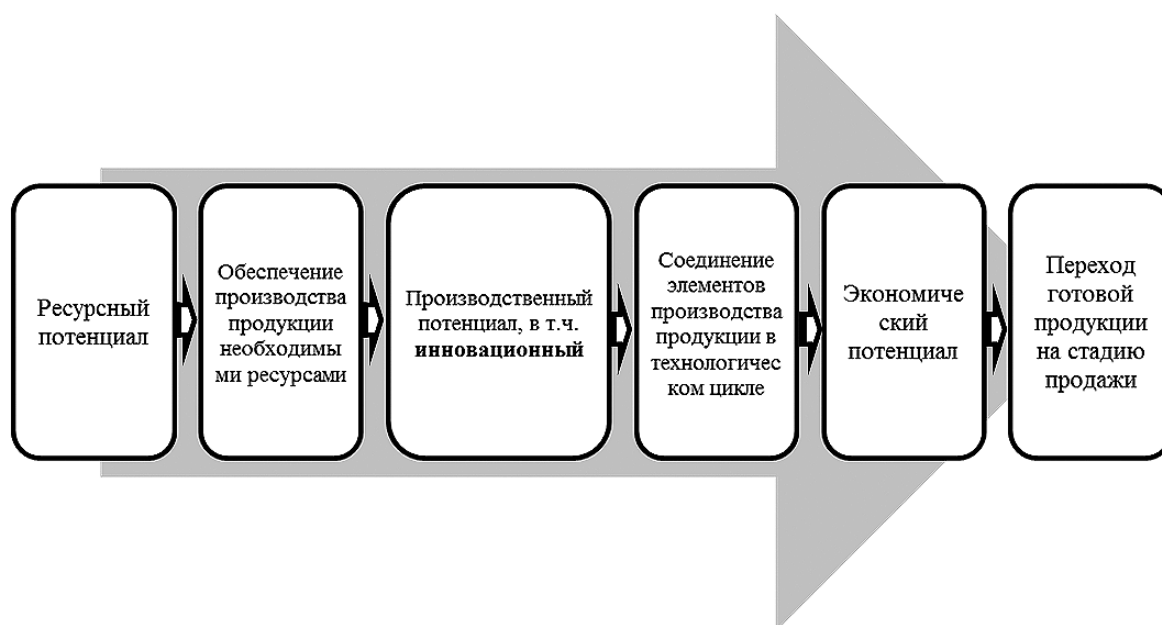 Ресурсный
потенциал
Обеспечение
производства
продукции
необходимы
ми ресурсами
Производственный
потенциал, в т.ч.
инновационный
Соединение
элементов
производства
продукции в
технологичес
ком цикле
Экономиче
ский
потенциал
Переход
готовой
продукции
на стадию
продажи